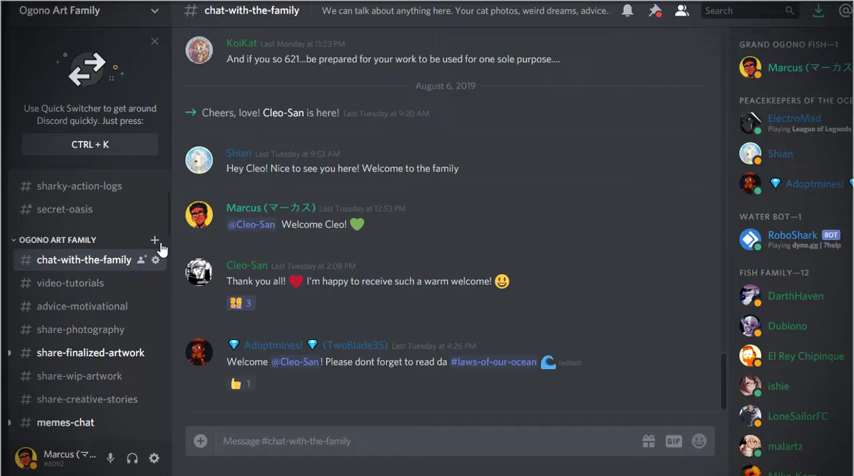 Ogono Art Family
# chat-with-the-family We can talk about anything here. Your cat photos, weird dreams, advice... Search
Use Quick Switcher to get around
Discord quickly. Just press:
CTRL + K
# sharky-action-logs
# secret-oasis
OGONO ART FAMILY
# chat-with-the-family
# video-tutorials
# advice-motivational
# share-photography
# share-finalized-artwork
# share-wip-artwork
# share-creative-stories
# memes-chat
Marcus (マ...
#6092
KoiKat Last Monday at 11:23 PM
And if you so 621...be prepared for your work to be used for one sole purpose....
August 6, 2019
Cheers, love! Cleo-San is here! Last Tuesday at 9:20 AM
Shian Last Tuesday at 9:53 AM
Hey Cleo! Nice to see you here! Welcome to the family
Marcus (マーカス) Last Tuesday at 12:53 PM
@Cleo-San Welcome Cleo! 💚
Cleo-San Last Tuesday at 2:08 PM
Thank you all! ❤️ I'm happy to receive such a warm welcome! 😃
3
💎 Adoptmines! 💎 (TwoBlade35) Last Tuesday at 4:26 PM
Welcome @Cleo-San! Please dont forget to read da #laws-of-our-ocean 🌊 (edited)
👍 1
Message #chat-with-the-family
GIF
GRAND OGONO FISH—1
Marcus (マーカス
PEACEKEEPERS OF THE OCE
ElectroMad
Playing League of Legends
Shian
💎 Adoptmines! 💎
WATER BOT—1
RoboShark BOT
Playing dyno.gg | ?help
FISH FAMILY—12
DarthHaven
Dubiono
El Rey Chipinque
ishie
LoneSailorFC
malartz